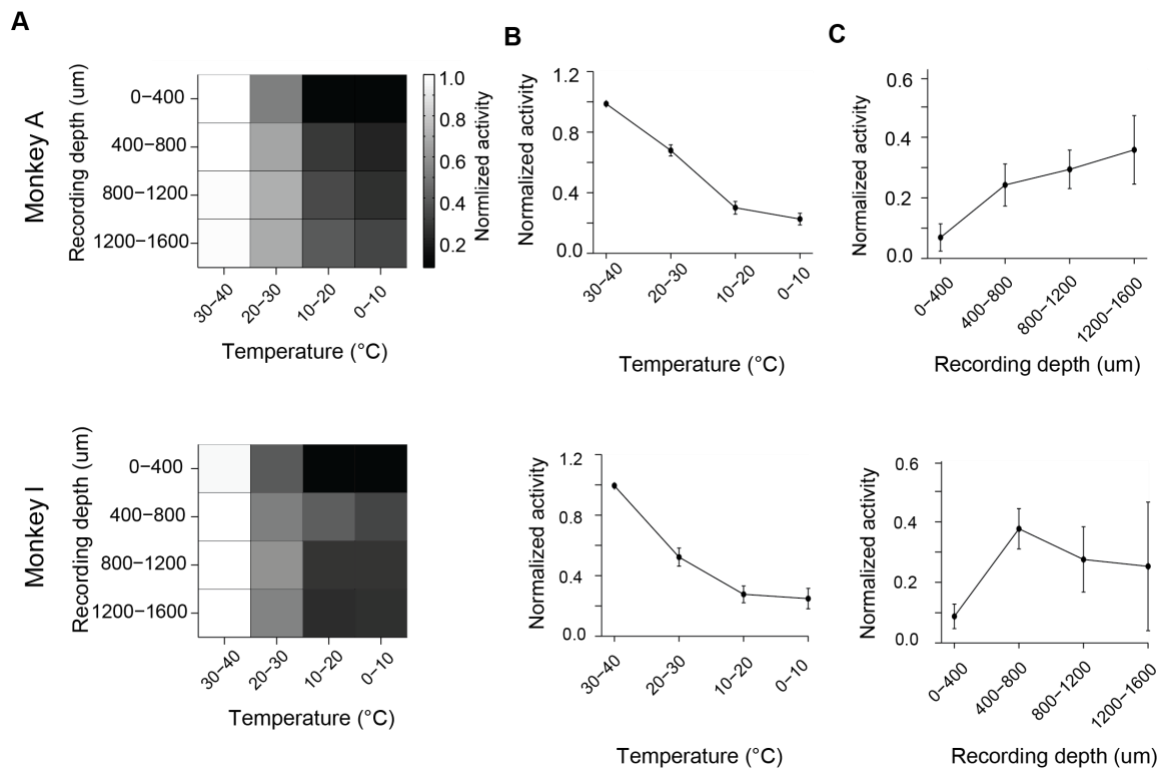 A
B
C
Monkey A
Recording depth (um)
0−400
400−800
800−1200
1200−1600
30−40
20−30
10−20
0−10
Temperature (°C)
1.0
0.8
0.6
0.4
0.2
Normlized activity
Normalized activity
1.2
0.8
0.4
0.0
30−40
20−30
10−20
0−10
Temperature (°C)
Normalized activity
0.6
0.4
0.2
0.0
0−400
400−800
800−1200
1200−1600
Recording depth (um)
Monkey I
Recording depth (um)
0−400
400−800
800−1200
1200−1600
30−40
20−30
10−20
0−10
Temperature (°C)
Normalized activity
1.2
0.8
0.4
0.0
30−40
20−30
10−20
0−10
Temperature (°C)
Normalized activity
0.6
0.4
0.2
0.0
0−400
400−800
800−1200
1200−1600
Recording depth (um)